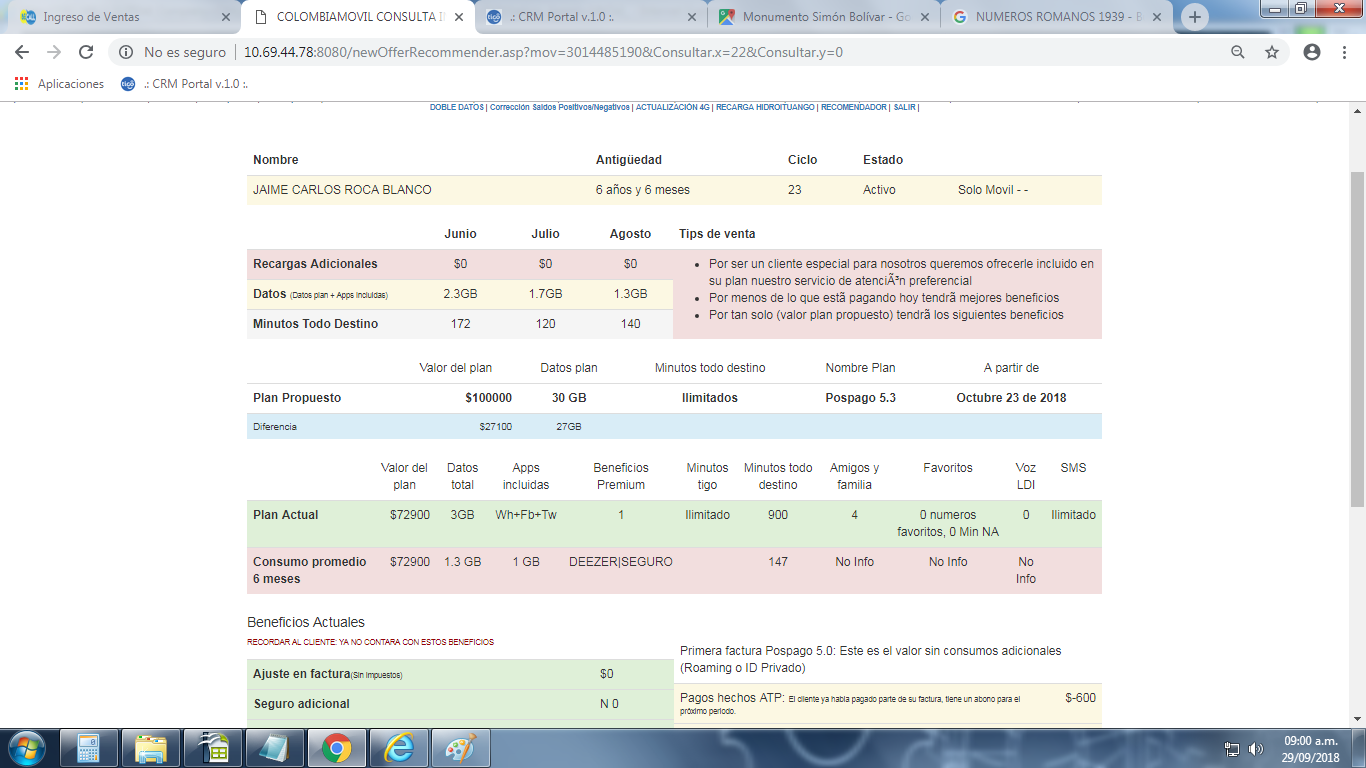 Ingreso de Ventas
COLOMBIAMOVIL CONSULTA I
.: CRM Portal v.1.0 :.
Monumento Simón Bolívar - Go
NUMEROS ROMANOS 1939 - B
No es seguro | 10.69.44.78:8080/newOfferRecommender.asp?mov=3014485190&Consultar.x=22&Consultar.y=0
Aplicaciones
.: CRM Portal v.1.0 :.
DOBLE DATOS | Corrección Saldos Positivos/Negativos | ACTUALIZACIÓN 4G | RECARGA HIDROITUANGO | RECOMENDADOR | SALIR |
Nombre Antigüedad Ciclo Estado
JAIME CARLOS ROCA BLANCO 6 años y 6 meses 23 Activo Solo Movil - -
Junio Julio Agosto Tips de venta
Recargas Adicionales $0 $0 $0
Datos (Datos plan + Apps incluidas) 2.3GB 1.7GB 1.3GB
Minutos Todo Destino 172 120 140
• Por ser un cliente especial para nosotros queremos ofrecerle incluido en
su plan nuestro servicio de atenciÃ³n preferencial
• Por menos de lo que estã pagando hoy tendrã mejores beneficios
• Por tan solo (valor plan propuesto) tendrã los siguientes beneficios
Valor del plan Datos plan Minutos todo destino Nombre Plan A partir de
Plan Propuesto $100000 30 GB Ilimitados Pospago 5.3 Octubre 23 de 2018
Diferencia $27100 27GB
Valor del Datos Apps Beneficios Minutos Minutos todo Amigos y Favoritos Voz SMS
plan total incluidas Premium tigo destino familia LDI
Plan Actual $72900 3GB Wh+Fb+Tw 1 Ilimitado 900 4 0 numeros 0 Ilimitado
favoritos, 0 Min NA
Consumo promedio $72900 1.3 GB 1 GB DEEZER|SEGURO 147 No Info No Info No
6 meses Info
Beneficios Actuales
RECORDAR AL CLIENTE: YA NO CONTARA CON ESTOS BENEFICIOS
Ajuste en factura(Sin impuestos) $0
Seguro adicional N 0
Primera factura Pospago 5.0: Este es el valor sin consumos adicionales
(Roaming o ID Privado)
Pagos hechos ATP: El cliente ya habia pagado parte de su factura, tiene un abono para el $-600
próximo periodo.
09:00 a.m.
29/09/2018